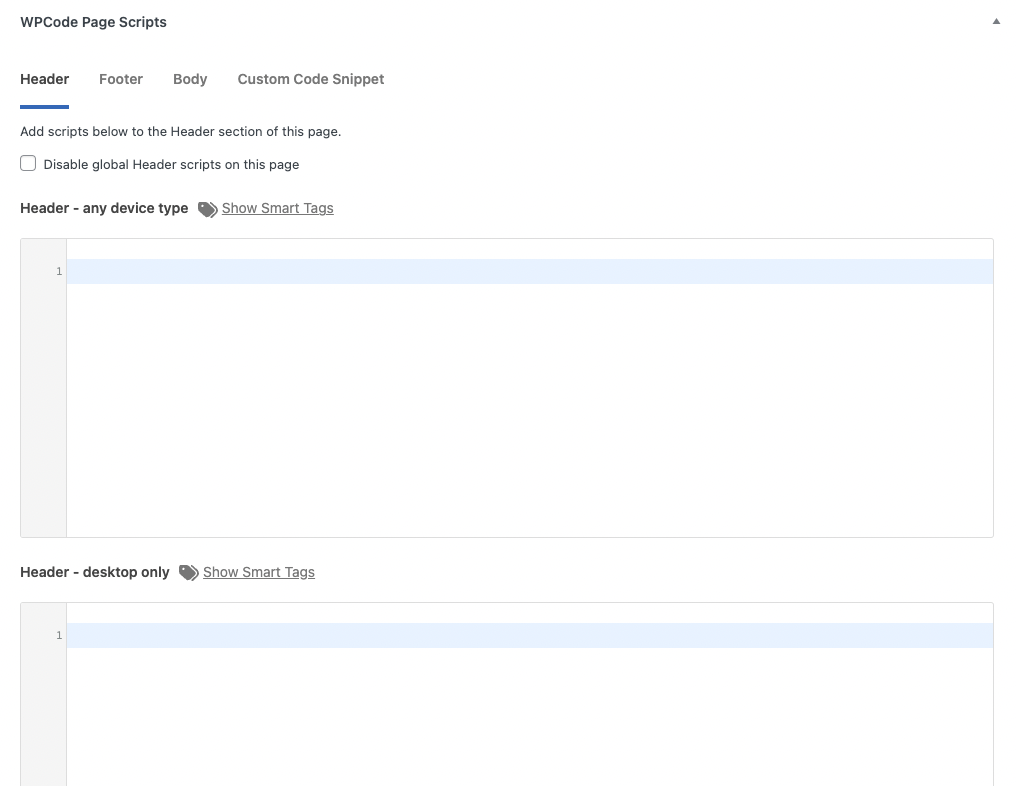 WPCode Page Scripts
Header Footer Body Custom Code Snippet
Add scripts below to the Header section of this page.
Disable global Header scripts on this page
Header - any device type Show Smart Tags
1
Header - desktop only Show Smart Tags
1